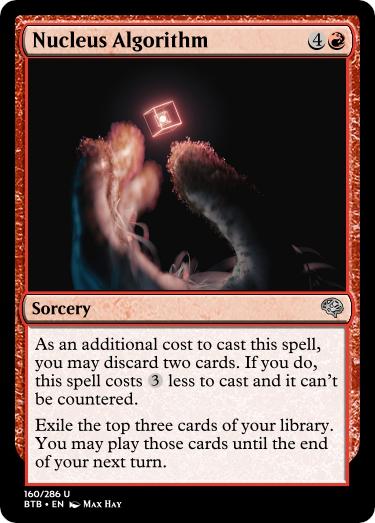 Nucleus Algorithm 4
Sorcery
As an additional cost to cast this spell,
you may discard two cards. If you do,
this spell costs 3 less to cast and it can't
be countered.
Exile the top three cards of your library.
You may play those cards until the end
of your next turn.
160/286 U
BTB • EN Max Hay